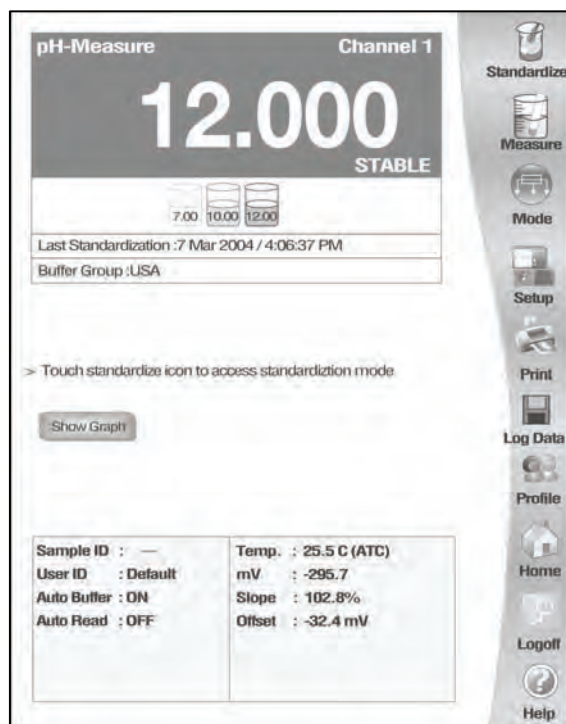 pH-Measure Channel 1
12.000
STABLE
7.00 10.00 12.00
Last Standardization :7 Mar 2004 / 4:06:37 PM
Buffer Group :USA
> Touch standardize icon to access standardiztion mode
Show Graph
Sample ID : —
User ID : Default
Auto Buffer : ON
Auto Read : OFF
Temp. : 25.5 C (ATC)
mV : -295.7
Slope : 102.8%
Offset : -32.4 mV
Standardize
Measure
Mode
Setup
Print
Log Data
Profile
Home
Logoff
Help